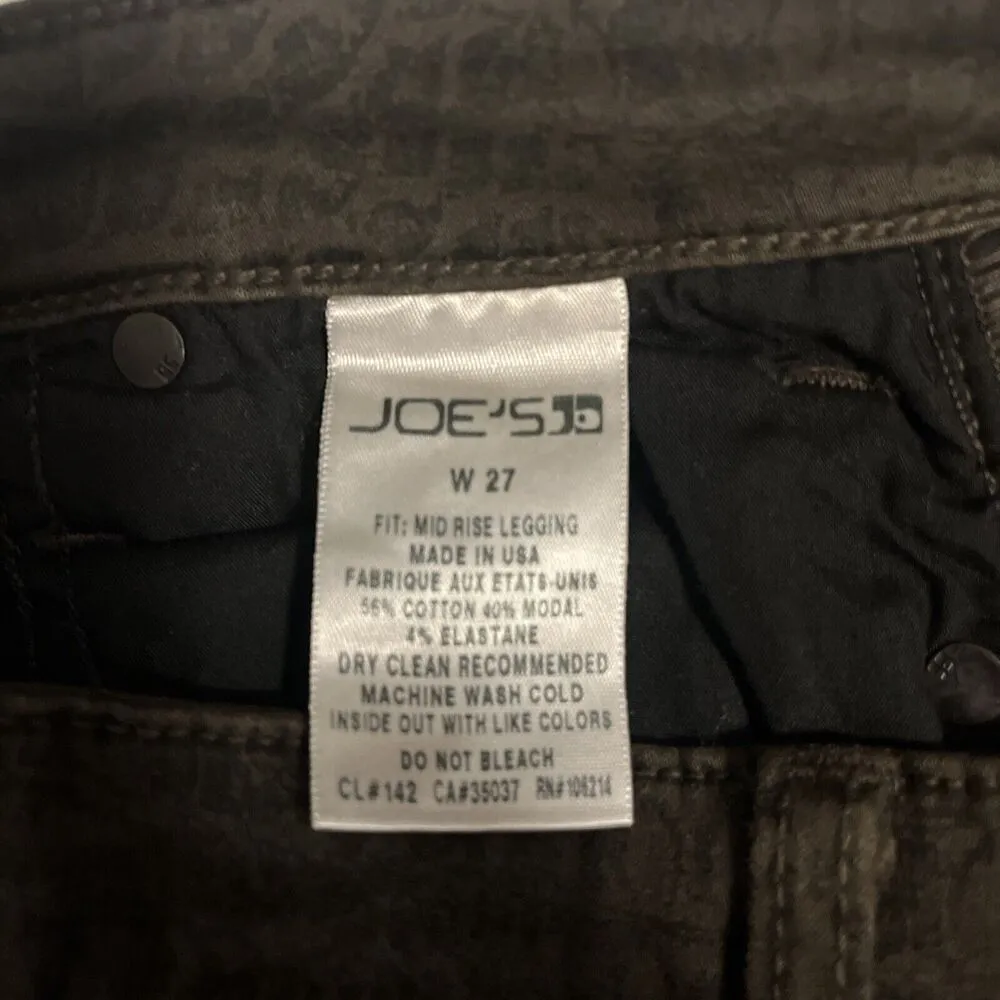 JOE'S
W 27
FIT: MID RISE LEGGING
MADE IN USA
FABRIQUE AUX ETATS-UNIS
56% COTTON 40% MODAL
4% ELASTANE
DRY CLEAN RECOMMENDED
MACHINE WASH COLD
INSIDE OUT WITH LIKE COLORS
DO NOT BLEACH
CL#142 CA#35037 RN#106214